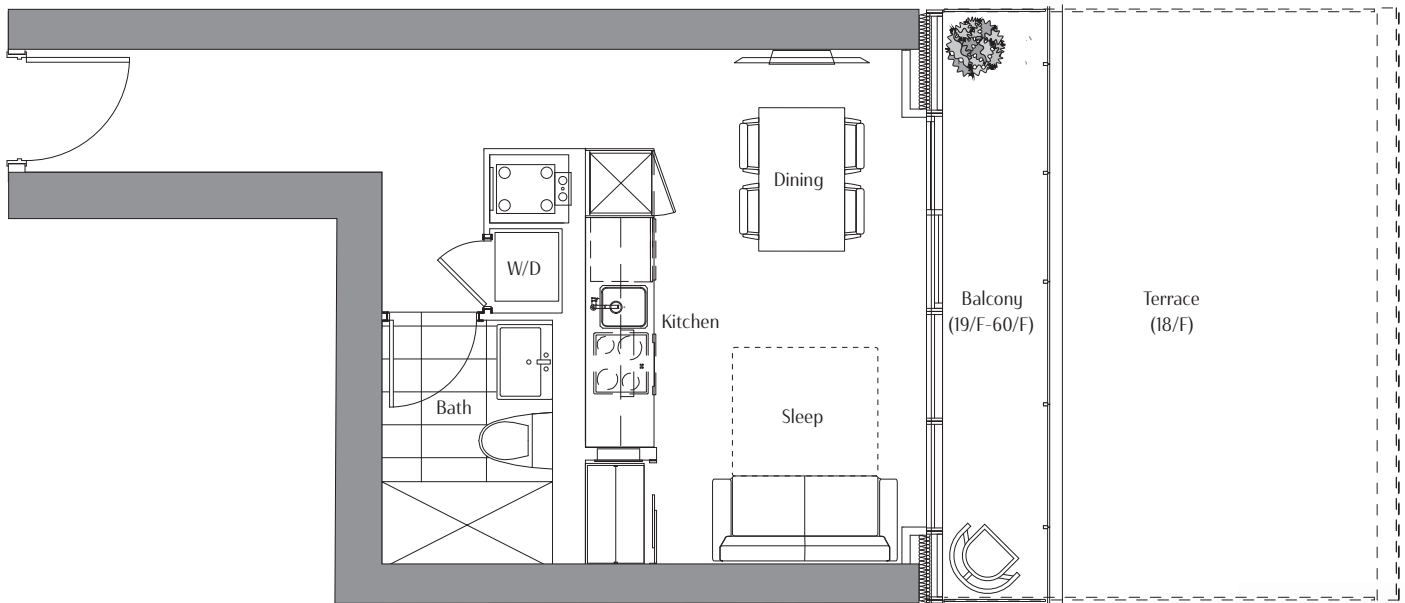 Dining
W/D
Kitchen
Balcony
(19/F-60/F)
Terrace
(18/F)
Bath
Sleep